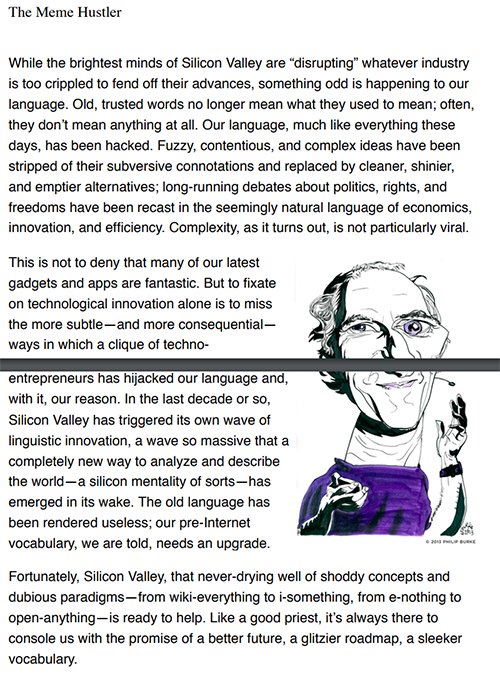 The Meme Hustler
While the brightest minds of Silicon Valley are “disrupting” whatever industry
is too crippled to fend off their advances, something odd is happening to our
language. Old, trusted words no longer mean what they used to mean; often,
they don’t mean anything at all. Our language, much like everything these
days, has been hacked. Fuzzy, contentious, and complex ideas have been
stripped of their subversive connotations and replaced by cleaner, shinier,
and emptier alternatives; long-running debates about politics, rights, and
freedoms have been recast in the seemingly natural language of economics,
innovation, and efficiency. Complexity, as it turns out, is not particularly viral.
This is not to deny that many of our latest
gadgets and apps are fantastic. But to fixate
on technological innovation alone is to miss
the more subtle—and more consequential—
ways in which a clique of techno-
entrepreneurs has hijacked our language and,
with it, our reason. In the last decade or so,
Silicon Valley has triggered its own wave of
linguistic innovation, a wave so massive that a
completely new way to analyze and describe
the world—a silicon mentality of sorts—has
emerged in its wake. The old language has
been rendered useless; our pre-Internet
vocabulary, we are told, needs an upgrade.
© 2013 PHILIP BURKE
Fortunately, Silicon Valley, that never-drying well of shoddy concepts and
dubious paradigms—from wiki-everything to i-something, from e-nothing to
open-anything—is ready to help. Like a good priest, it’s always there to
console us with the promise of a better future, a glitzier roadmap, a sleeker
vocabulary.